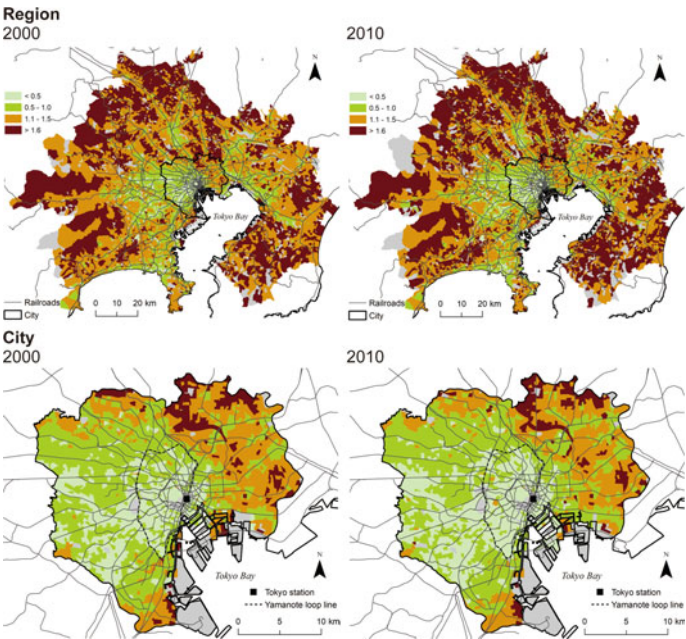 Region
2000
2010
N
N
< 0.5
0.5 - 1.0
1.1 - 1.5
> 1.6
< 0.5
0.5 - 1.0
1.1 - 1.5
> 1.6
Tokyo Bay
Tokyo Bay
Railroads
City
0 10 20 km
Railroads
City
0 10 20 km
City
2000
2010
Tokyo Bay
N
Tokyo Bay
N
Tokyo station
Yamanote loop line
0 5 10 km
Tokyo station
Yamanote loop line
0 5 10 km